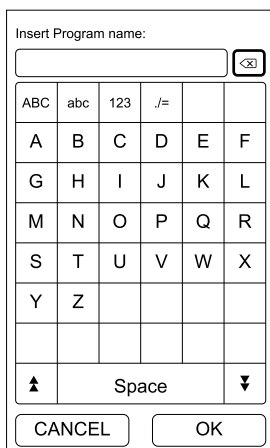 Insert Program name:
ABC abc 123 ./=
A B C D E F
G H I J K L
M N O P Q R
S T U V W X
Y Z
Space
CANCEL OK